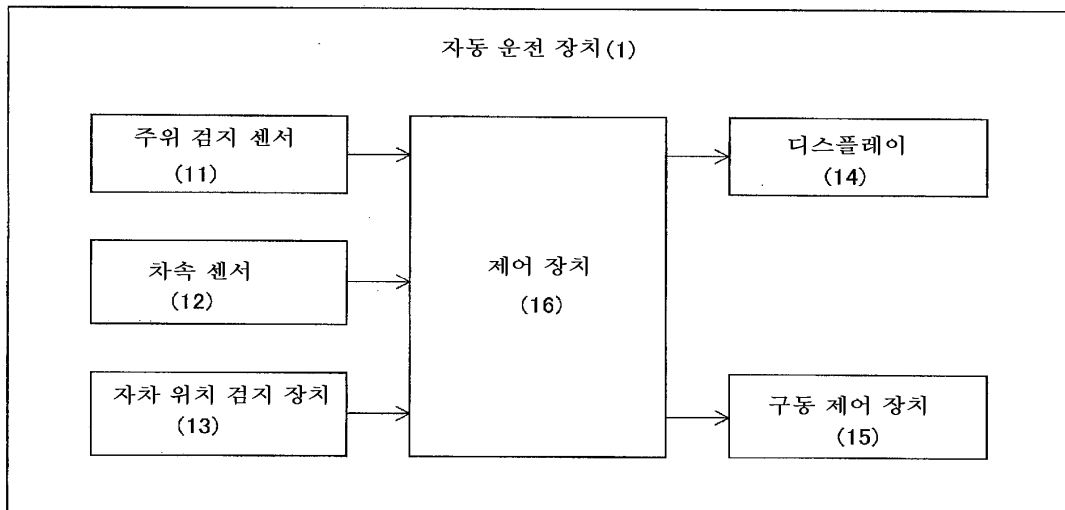 자동 운전 장치(1)
주위 검지 센서
(11)
차속 센서
(12)
자차 위치 검지 장치
(13)
제어 장치
(16)
디스플레이
(14)
구동 제어 장치
(15)